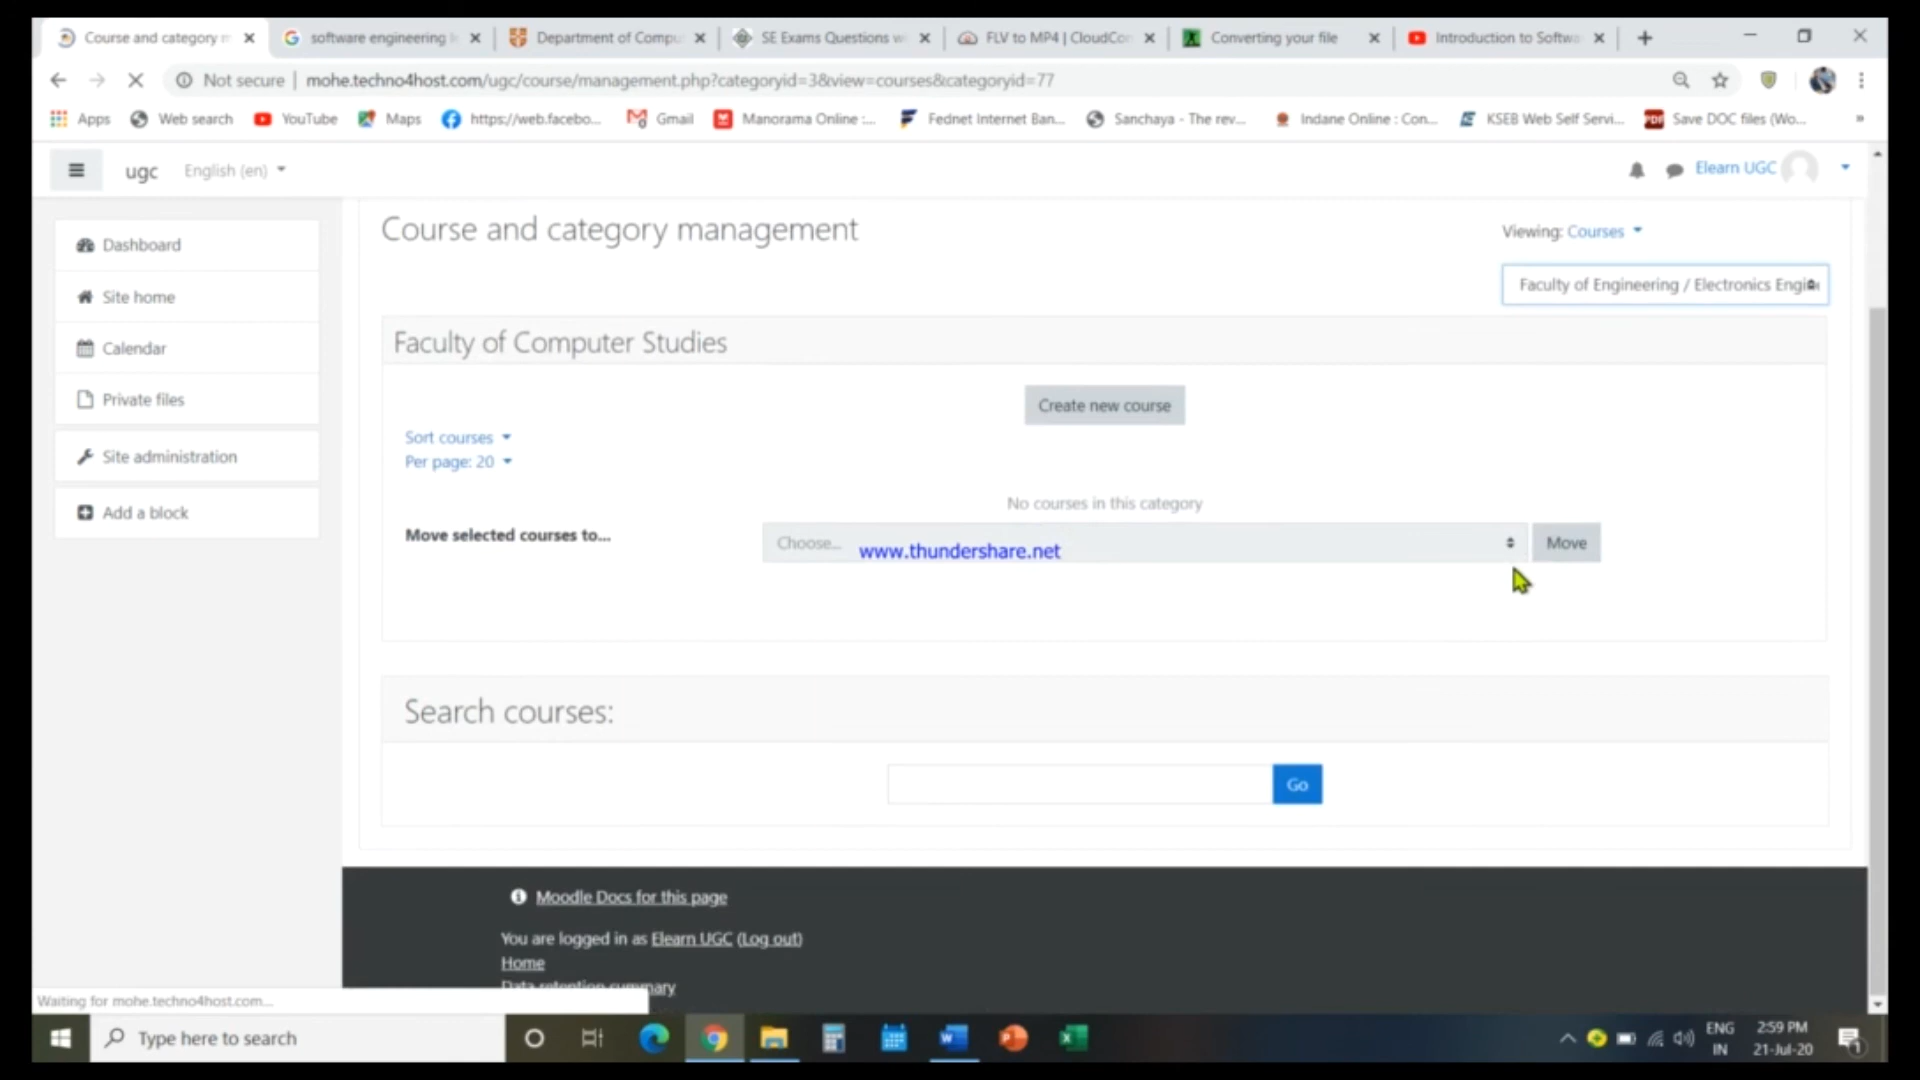 Course and category m
software engineering l
Department of Compu
SE Exams Questions w
FLV to MP4 | CloudCon
Converting your file
Introduction to Softwa
Not secure | mohe.techno4host.com/ugc/course/management.php?categoryid=3&view=courses&categoryid=77
Apps
Web search
YouTube
Maps
https://web.facebo...
Gmail
Manorama Online :...
Fednet Internet Ban...
Sanchaya - The rev...
Indane Online : Con...
KSEB Web Self Servi...
Save DOC files (Wo...
»
ugc
English (en)
Elearn UGC
Dashboard
Site home
Calendar
Private files
Site administration
Add a block
Course and category management
Viewing: Courses
Faculty of Engineering / Electronics Engi
Faculty of Computer Studies
Create new course
Sort courses
Per page: 20
No courses in this category
Move selected courses to...
Choose...
www.thundershare.net
Move
Search courses:
Go
Moodle Docs for this page
You are logged in as Elearn UGC (Log out)
Home
Data retention summary
Waiting for mohe.techno4host.com...
Type here to search
ENG
IN
2:59 PM
21-Jul-20
1